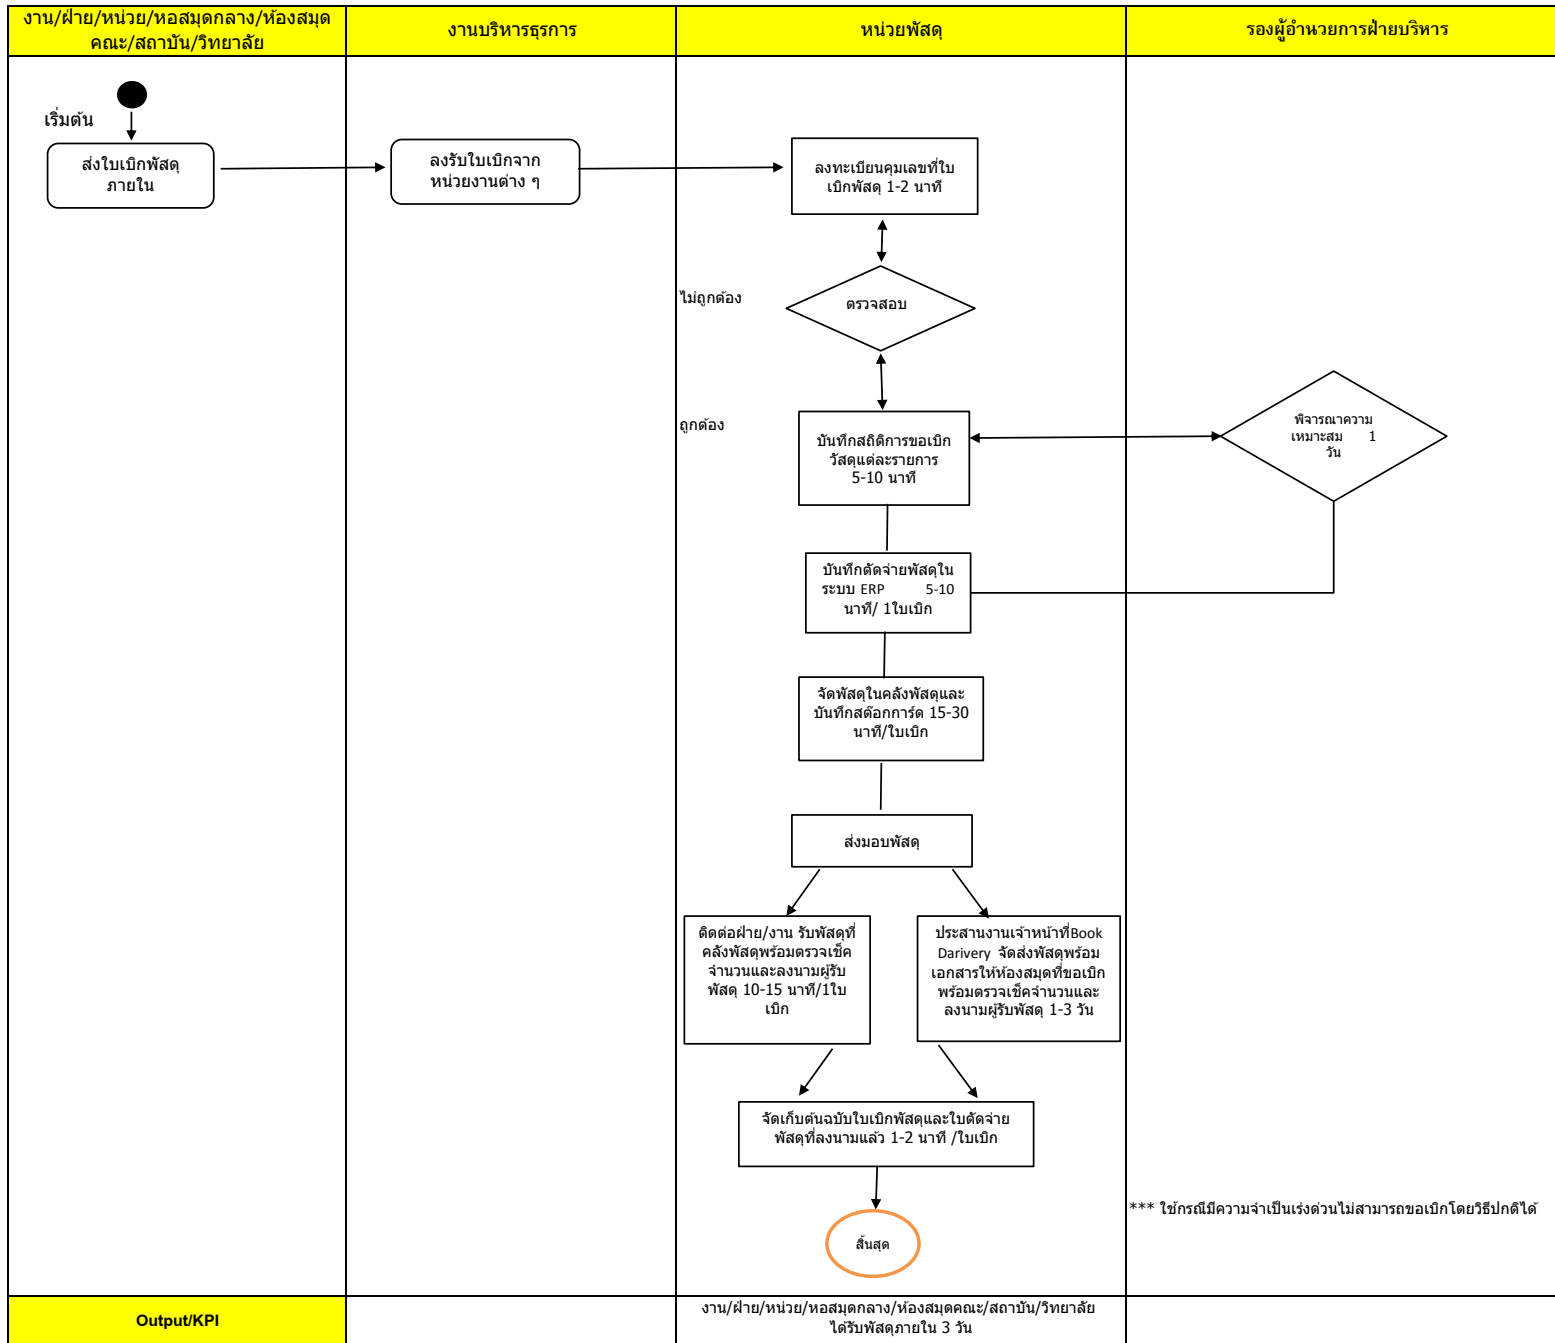 งาน/ฝ่าย/หน่วย/หอสมุดกลาง/ห้องสมุด
คณะ/สถาบัน/วิทยาลัย
งานบริหารธุรการ
หน่วยพัสดุ
รองผู้อำนวยการฝ่ายบริหาร
เริ่มต้น
ส่งใบเบิกพัสดุ
ภายใน
ลงรับใบเบิกจาก
หน่วยงานต่าง ๆ
ลงทะเบียนคุมเลขที่ใบ
เบิกพัสดุ 1-2 นาที
ไม่ถูกต้อง
ตรวจสอบ
ถูกต้อง
บันทึกสถิติการขอเบิก
วัสดุแต่ละรายการ
5-10 นาที
พิจารณาความ
เหมาะสม 1
วัน
บันทึกตัดจ่ายพัสดุใน
ระบบ ERP 5-10
นาที/ 1ใบเบิก
จัดพัสดุในคลังพัสดุและ
บันทึกสต๊อกการ์ด 15-30
นาที/ใบเบิก
ส่งมอบพัสดุ
ติดต่อฝ่าย/งาน รับพัสดุที่
คลังพัสดุพร้อมตรวจเช็ค
จำนวนและลงนามผู้รับ
พัสดุ 10-15 นาที/1ใบ
เบิก
ประสานงานเจ้าหน้าที่Book
Darivery จัดส่งพัสดุพร้อม
เอกสารให้ห้องสมุดที่ขอเบิก
พร้อมตรวจเช็คจำนวนและ
ลงนามผู้รับพัสดุ 1-3 วัน
จัดเก็บต้นฉบับใบเบิกพัสดุและใบตัดจ่าย
พัสดุที่ลงนามแล้ว 1-2 นาที /ใบเบิก
*** ใช้กรณีมีความจำเป็นเร่งด่วนไม่สามารถขอเบิกโดยวิธีปกติได้
สิ้นสุด
Output/KPI
งาน/ฝ่าย/หน่วย/หอสมุดกลาง/ห้องสมุดคณะ/สถาบัน/วิทยาลัย
ได้รับพัสดุภายใน 3 วัน